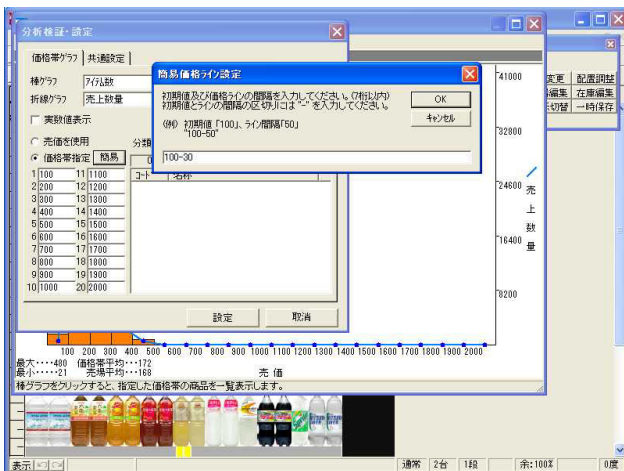 分析検証・設定
価格帯グラフ 共通設定
棒グラフ アイテム数
折線グラフ 売上数量
実数値表示
売価を使用 分類
価格帯指定 簡易 0
コード 名称
1 100 11 1100
2 200 12 1200
3 300 13 1300
4 400 14 1400
5 500 15 1500
6 600 16 1600
7 700 17 1700
8 800 18 1800
9 900 19 1900
10 1000 20 2000
設定 取消
簡易価格ライン設定
初期値及び価格ラインの間隔を入力してください。(7桁以内)
初期値とラインの間隔の区切りには "-" を入力してください。
(例) 初期値「100」、ライン間隔「50」
"100-50"
OK
キャンセル
100-30
変更 配置調整
編集 在庫編集
切替 一時保存
41000
32800
24600
16400
8200
売上数量
100 200 300 400 500 600 700 800 900 1000 1100 1200 1300 1400 1500 1600 1700 1800 1900 2000
最大・・・・480 価格帯平均・・・172
最小・・・・21 売場平均・・・168
売価
棒グラフをクリックすると、指定した価格帯の商品を一覧表示します。
表示 通常 2台 1段 余:100% 0度